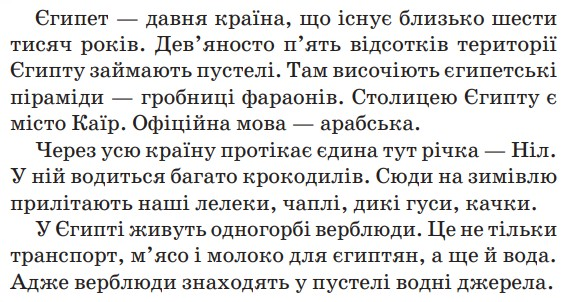 Єгипет — давня країна, що існує близько шести
тисяч років. Дев’яносто п’ять відсотків території
Єгипту займають пустелі. Там височіють єгипетські
піраміди — гробниці фараонів. Столицею Єгипту є
місто Каїр. Офіційна мова — арабська.
Через усю країну протікає єдина тут річка — Ніл.
У ній водиться багато крокодилів. Сюди на зимівлю
прилітають наші лелеки, чаплі, дикі гуси, качки.
У Єгипті живуть одногорбі верблюди. Це не тільки
транспорт, м’ясо і молоко для єгиптян, а ще й вода.
Адже верблюди знаходять у пустелі водні джерела.